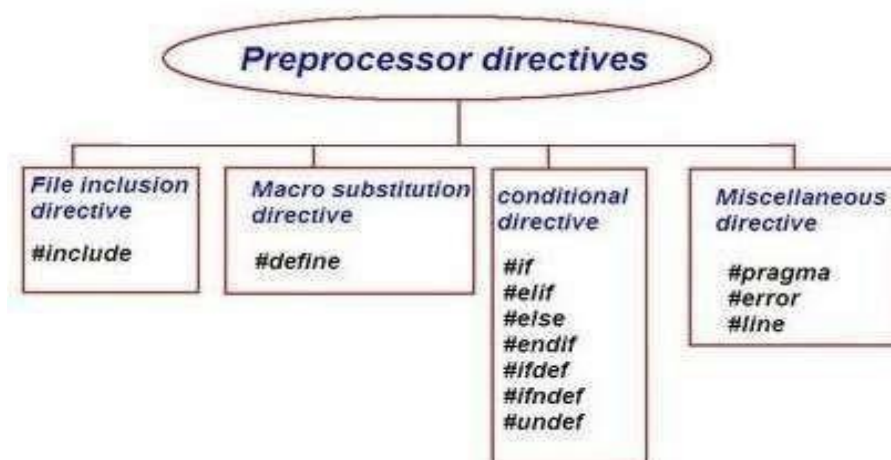 Preprocessor directives
File inclusion
directive
#include
Macro substitution
directive
#define
conditional
directive
#if
#elif
#else
#endif
#ifdef
#ifndef
#undef
Miscellaneous
directive
#pragma
#error
#line